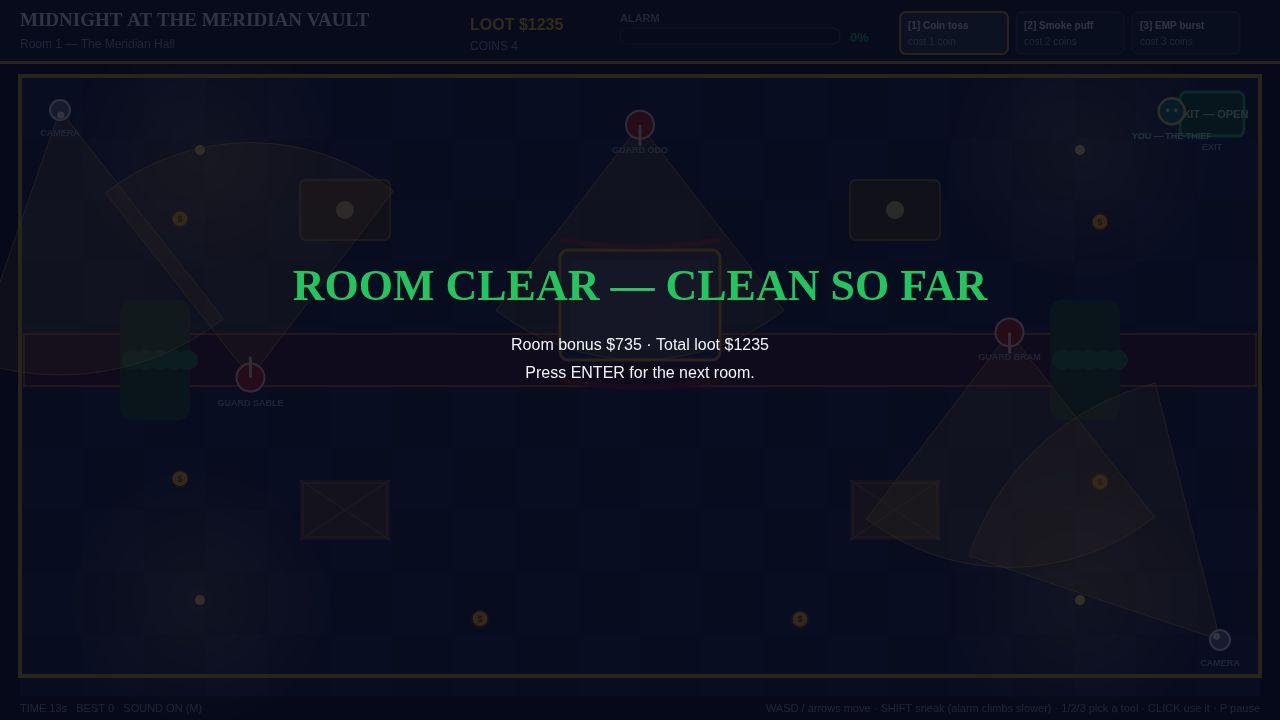 MIDNIGHT AT THE MERIDIAN VAULT
Room 1 — The Meridian Hall
LOOT $1235
COINS 4
ALARM
0%
[1] Coin toss
cost 1 coin
[2] Smoke puff
cost 2 coins
[3] EMP burst
cost 3 coins
CAMERA
GUARD ODO
XIT — OPEN
YOU — THE THIEF
EXIT
$
$
ROOM CLEAR — CLEAN SO FAR
Room bonus $735 · Total loot $1235
Press ENTER for the next room.
GUARD BRAM
GUARD SABLE
$
$
$
$
CAMERA
TIME 13s BEST 0 SOUND ON (M)
WASD / arrows move · SHIFT sneak (alarm climbs slower) · 1/2/3 pick a tool · CLICK use it · P pause